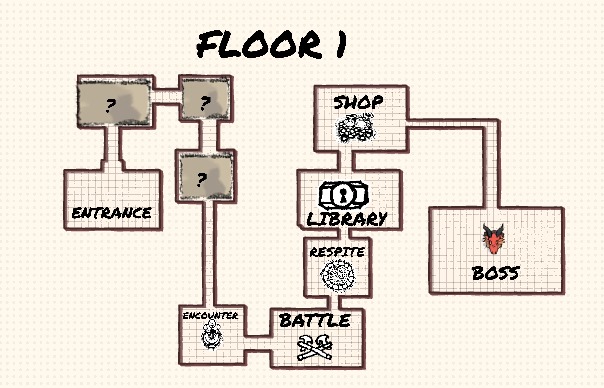 FLOOR 1
?
?
SHOP
?
ENTRANCE
LIBRARY
RESPITE
BOSS
ENCOUNTER
BATTLE